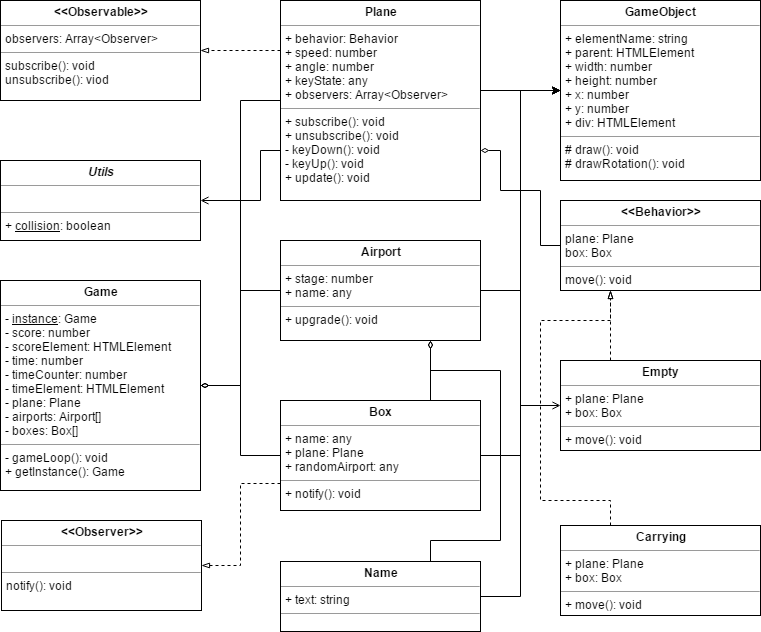 <<Observable>>
observers: Array<Observer>
subscribe(): void
unsubscribe(): viod
Plane
+ behavior: Behavior
+ speed: number
+ angle: number
+ keyState: any
+ observers: Array<Observer>
+ subscribe(): void
+ unsubscribe(): void
- keyDown(): void
- keyUp(): void
+ update(): void
GameObject
+ elementName: string
+ parent: HTMLElement
+ width: number
+ height: number
+ x: number
+ y: number
+ div: HTMLElement
# draw(): void
# drawRotation(): void
Utils
+ collision: boolean
<<Behavior>>
plane: Plane
box: Box
move(): void
Airport
+ stage: number
+ name: any
+ upgrade(): void
Game
- instance: Game
- score: number
- scoreElement: HTMLElement
- time: number
- timeCounter: number
- timeElement: HTMLElement
- plane: Plane
- airports: Airport[]
- boxes: Box[]
- gameLoop(): void
+ getInstance(): Game
Empty
+ plane: Plane
+ box: Box
+ move(): void
Box
+ name: any
+ plane: Plane
+ randomAirport: any
+ notify(): void
<<Observer>>
notify(): void
Carrying
+ plane: Plane
+ box: Box
+ move(): void
Name
+ text: string